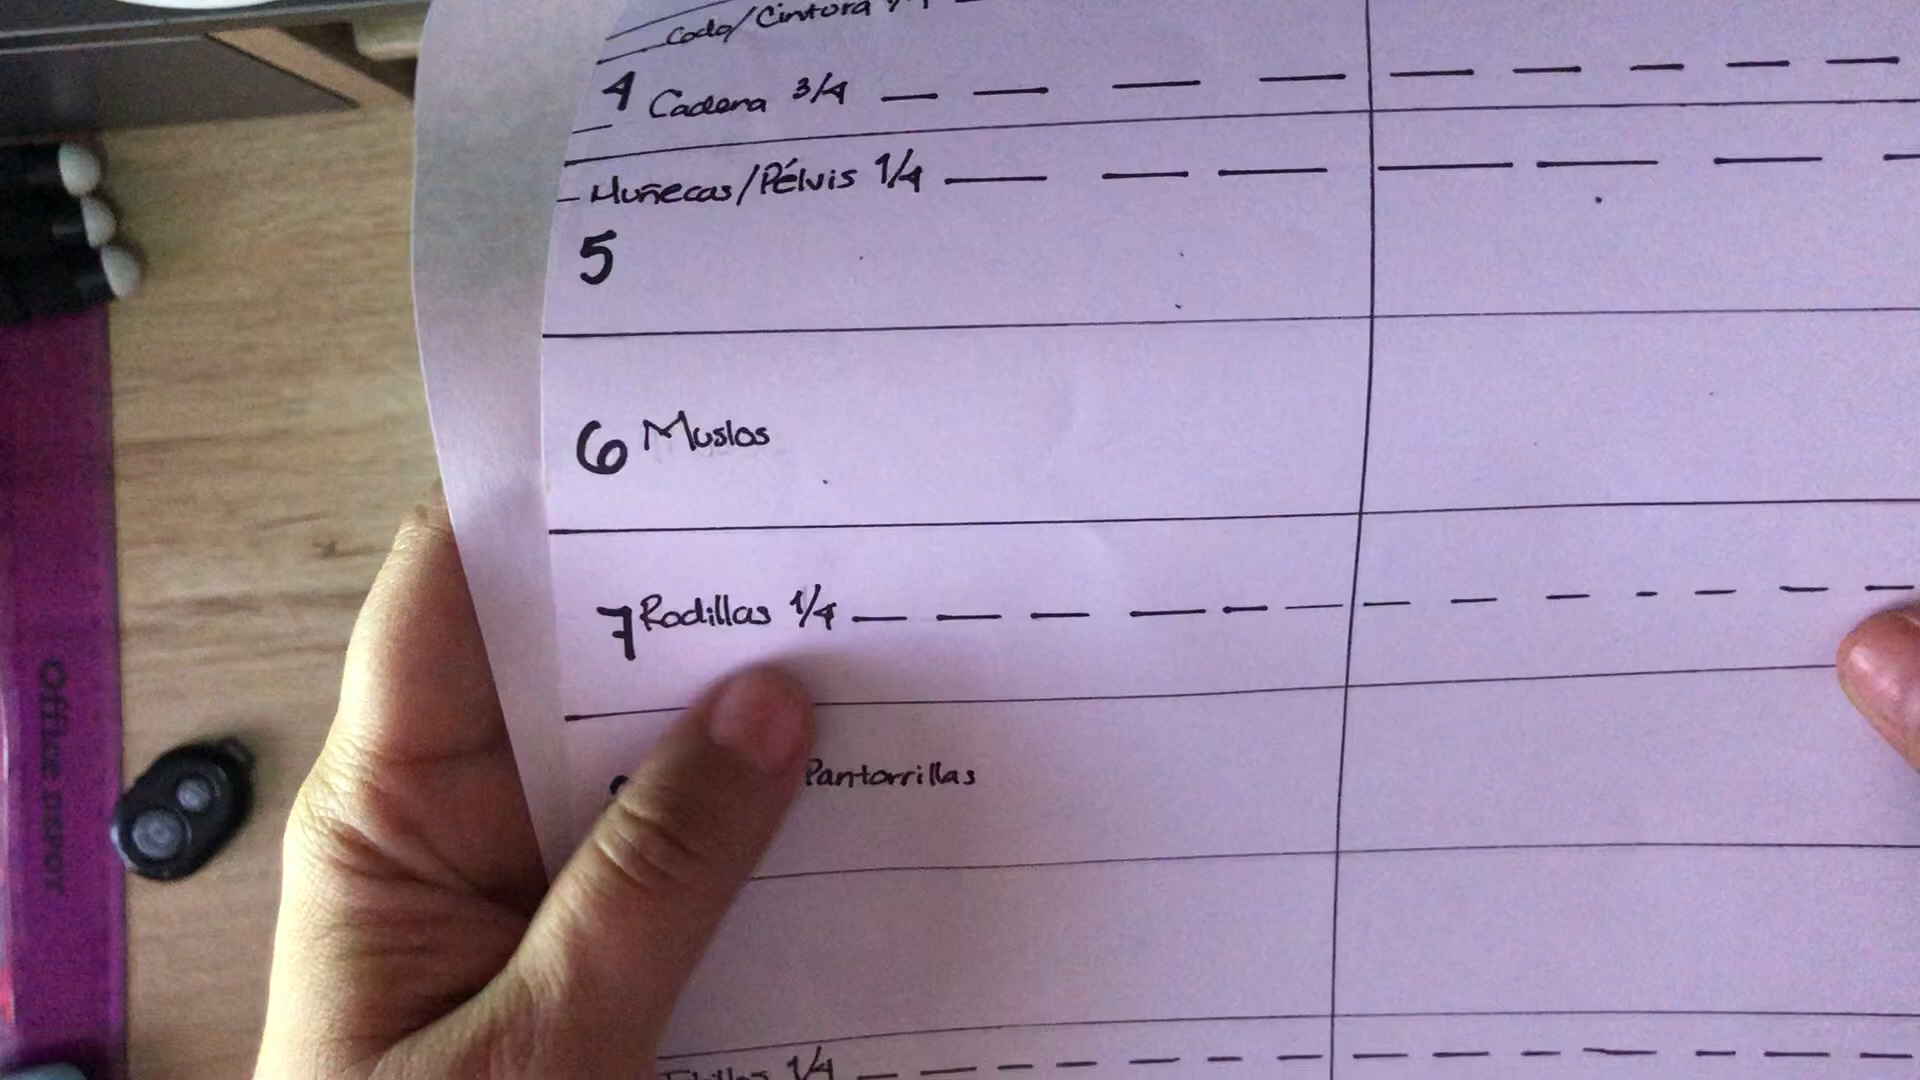 Codo/Cintura
4 Cadera 3/4
Muñecas/Pélvis 1/4
5
6 Muslos
7 Rodillas 1/4
Pantorrillas
1/4
Office DEPOT